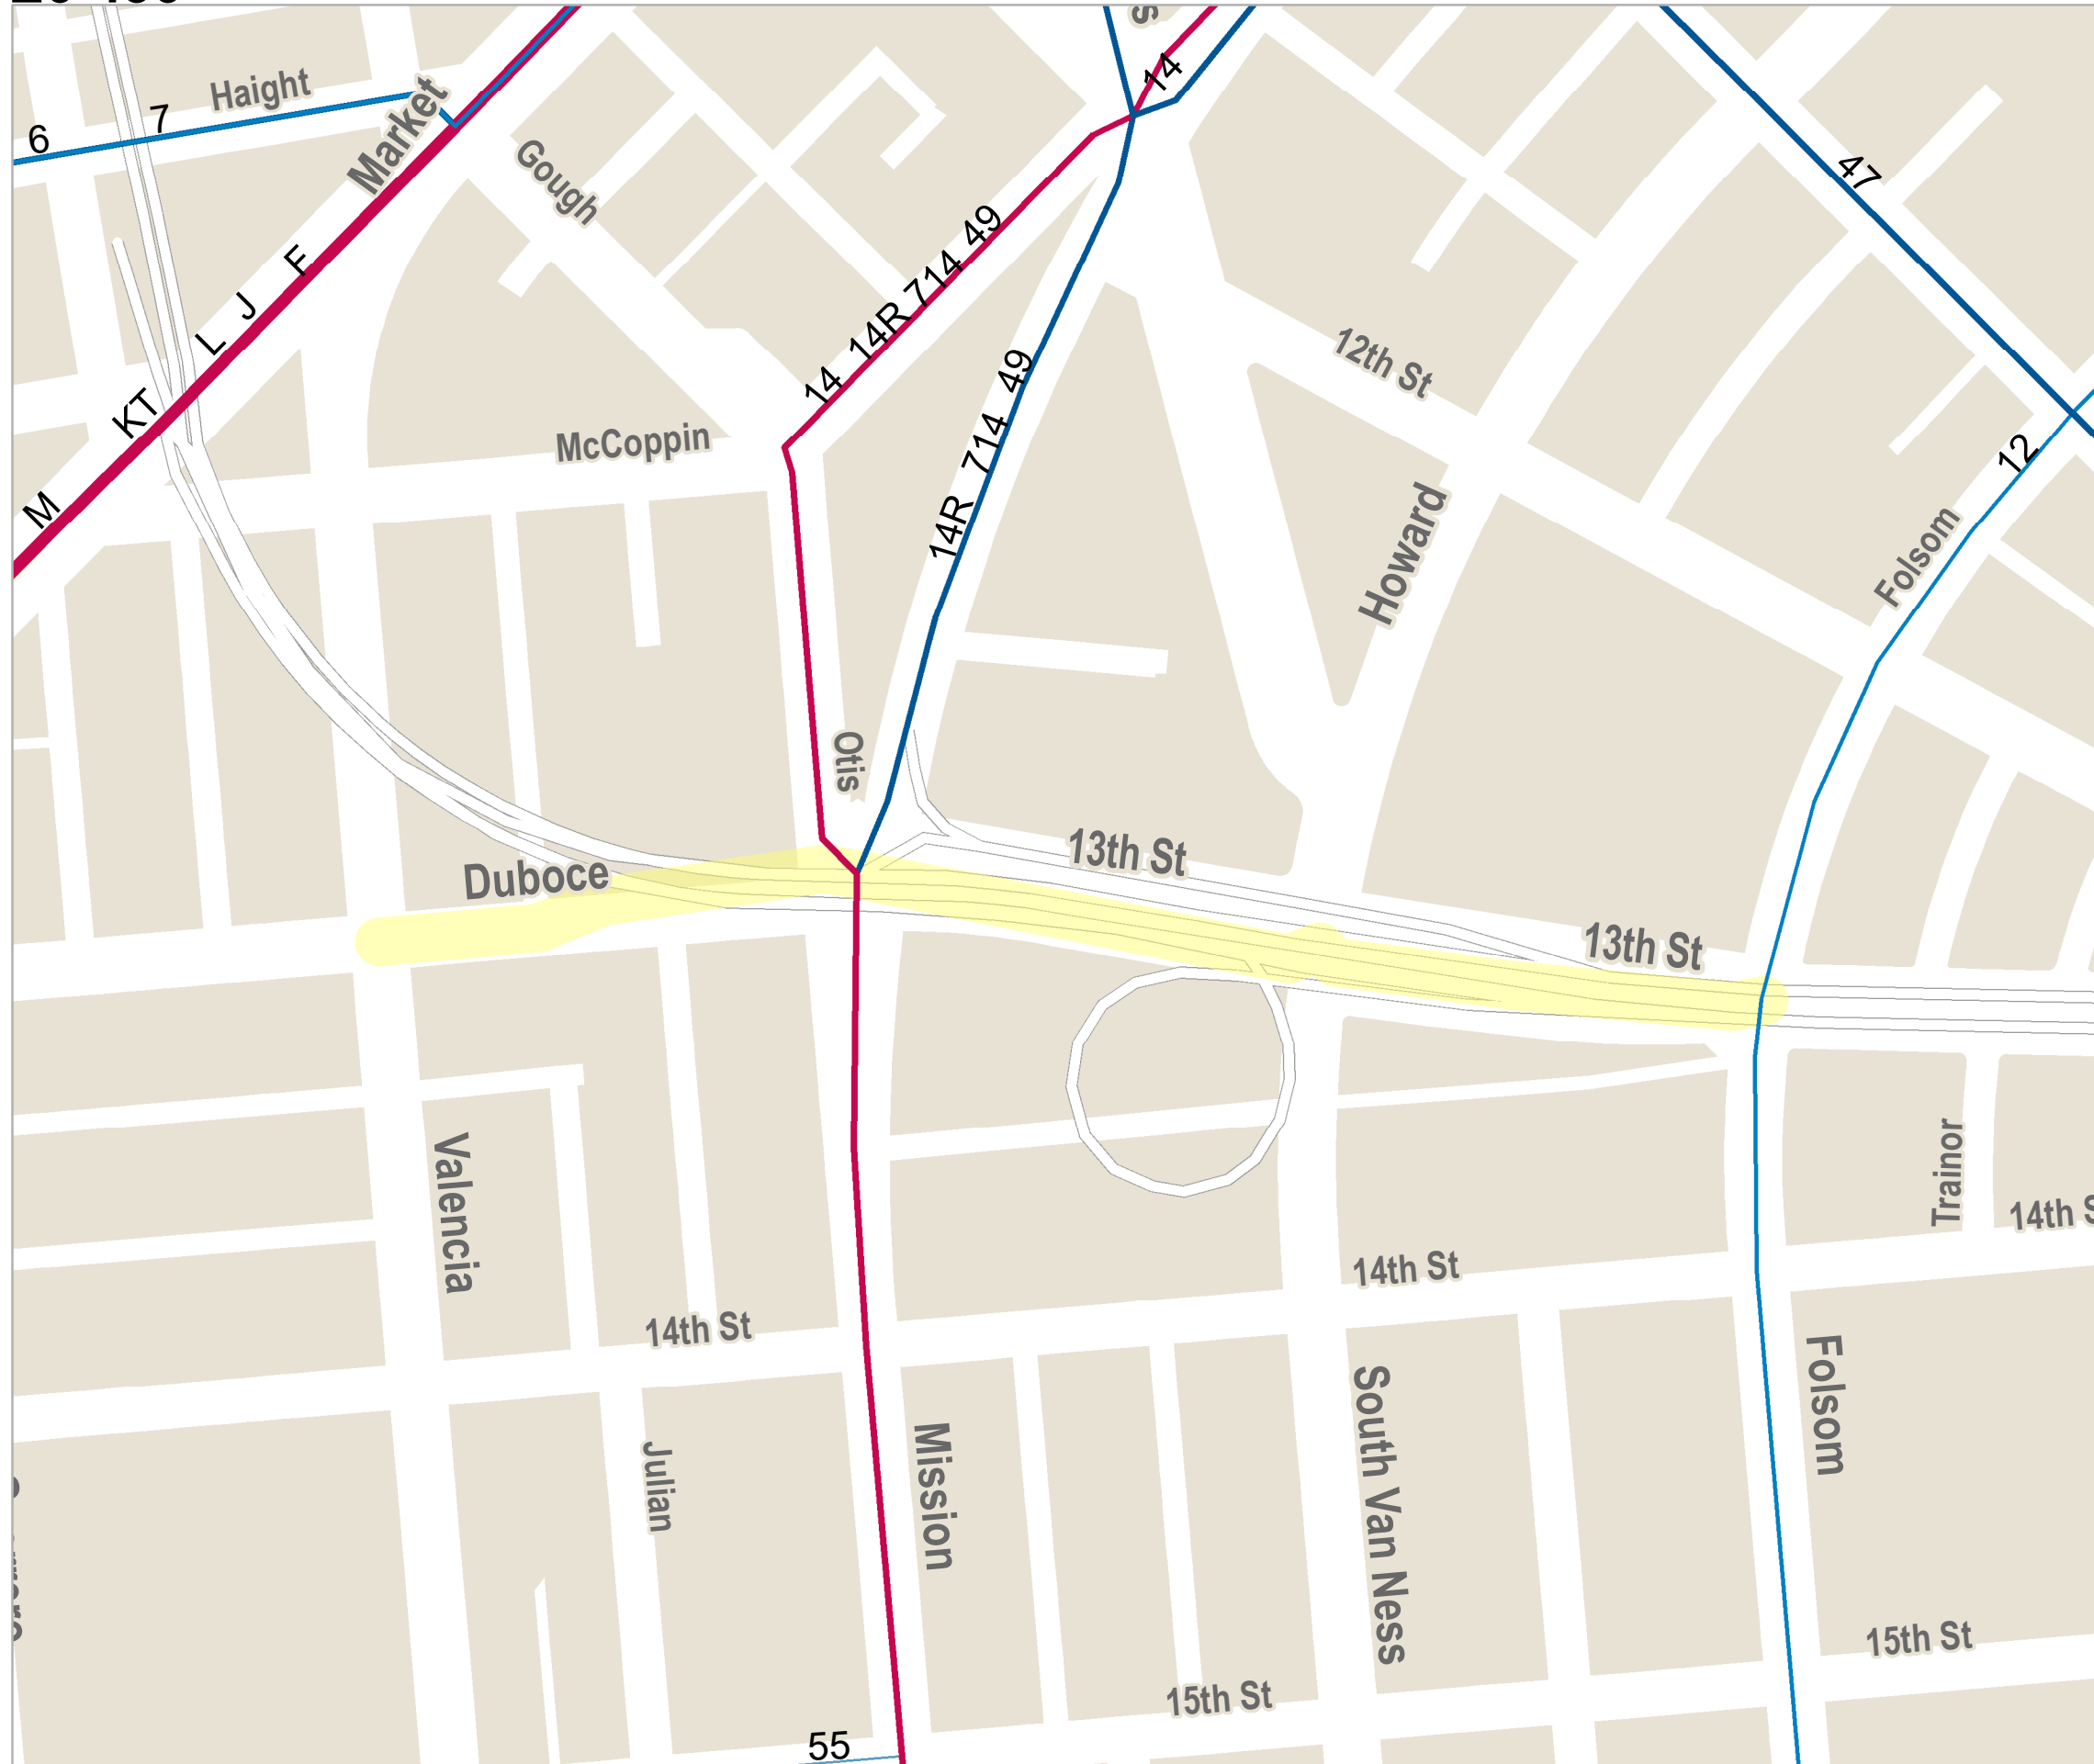 Haight
7
6
Market
Gough
14
47
F
J
L
KT
M
14 14R 714 49
14R 714 49
12th St
McCoppin
Howard
12
Folsom
Otis
Duboce
13th St
13th St
Valencia
Trainor
14th S
14th St
14th St
Julian
Mission
South Van Ness
Folsom
15th St
15th St
55